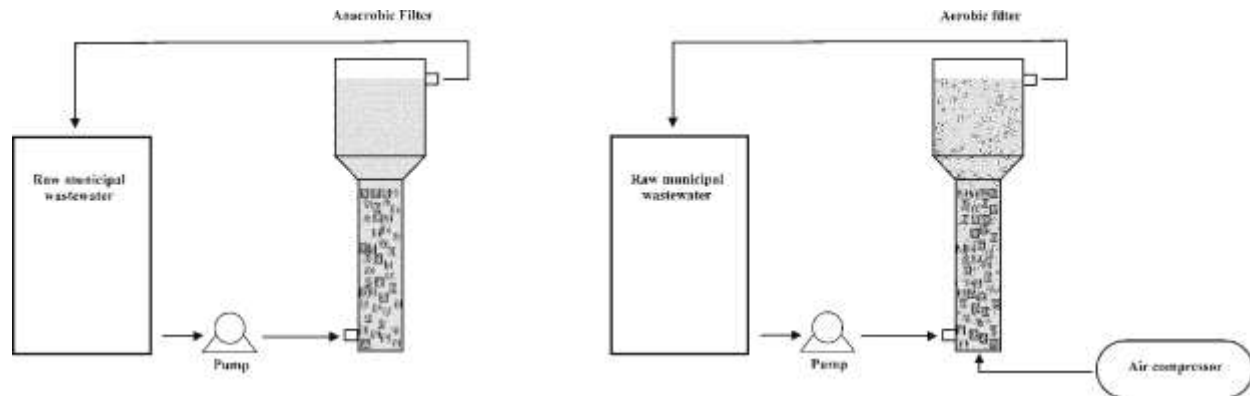 Anaerobic Filter
Raw municipal
wastewater
Pump
Aerobic filter
Raw municipal
wastewater
Pump
Air compressor